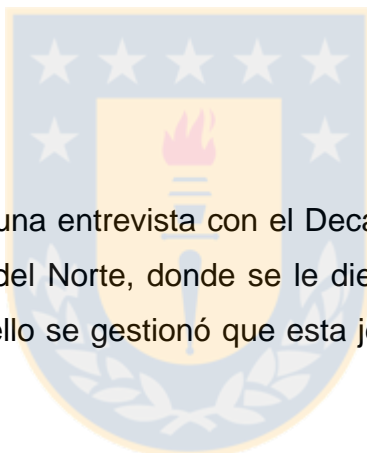 una entrevista con el Deca
del Norte, donde se le die
ello se gestionó que esta j